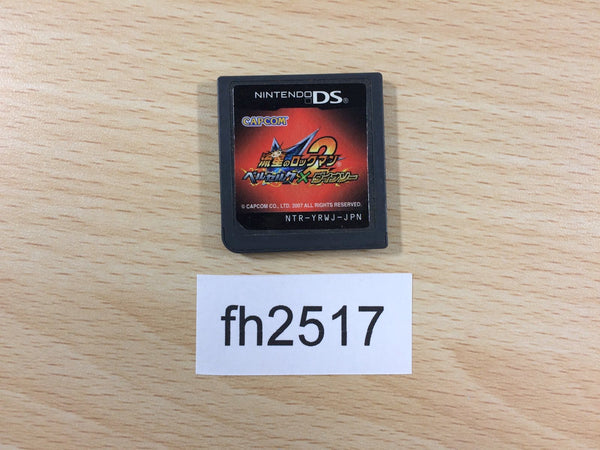 NINTENDO DS
CAPCOM
流星のロックマン2
ベルセルク×ダイナソー
© CAPCOM CO., LTD. 2007 ALL RIGHTS RESERVED.
NTR-YRWJ-JPN
fh2517